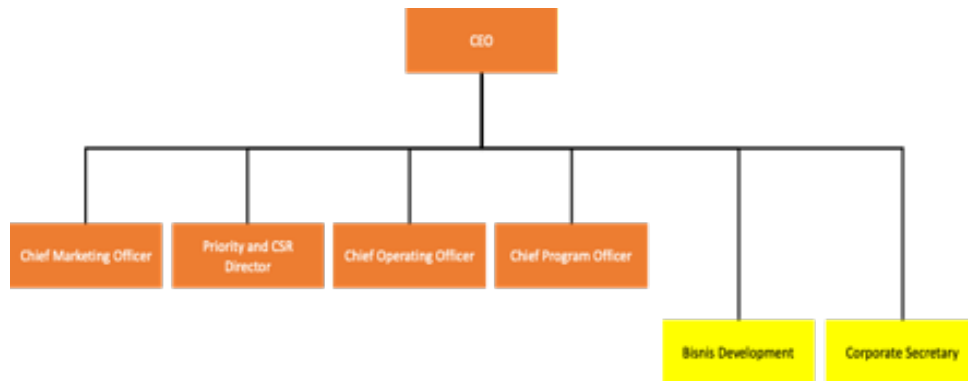 CEO
Chief Marketing Officer
Priority and CSR
Director
Chief Operating Officer
Chief Program Officer
Bisnis Development
Corporate Secretary